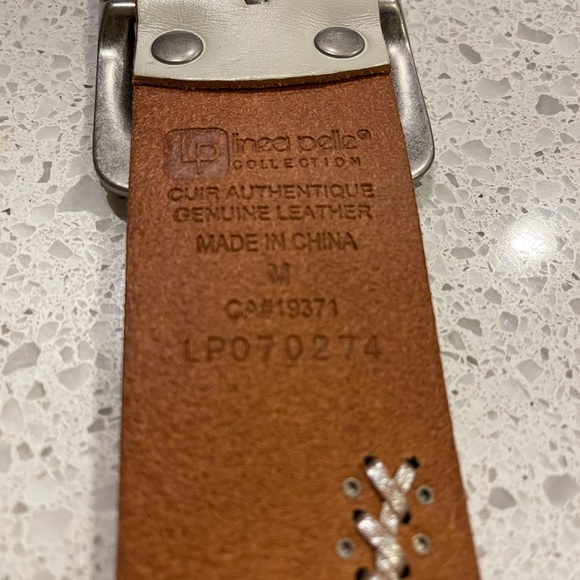 LP linea pelle®
COLLECTION
CUIR AUTHENTIQUE
GENUINE LEATHER
MADE IN CHINA
M
CA#19371
LP070274